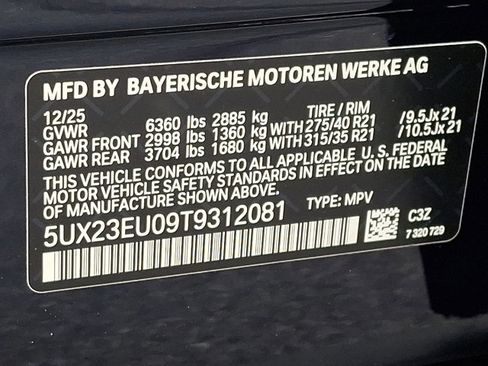 MFD BY BAYERISCHE MOTOREN WERKE AG
12/25 TIRE / RIM
GVWR 6360 lbs 2885 kg
GAWR FRONT 2998 lbs 1360 kg WITH 275/40 R21 /9.5Jx21
GAWR REAR 3704 lbs 1680 kg WITH 315/35 R21 /10.5Jx21
THIS VEHICLE CONFORMS TO ALL APPLICABLE U. S. FEDERAL
MOTOR VEHICLE SAFETY STANDARDS IN EFFECT ON THE DATE
OF MANUFACTURE SHOWN ABOVE.
5UX23EU09T9312081 TYPE: MPV
C3Z
7 320 729